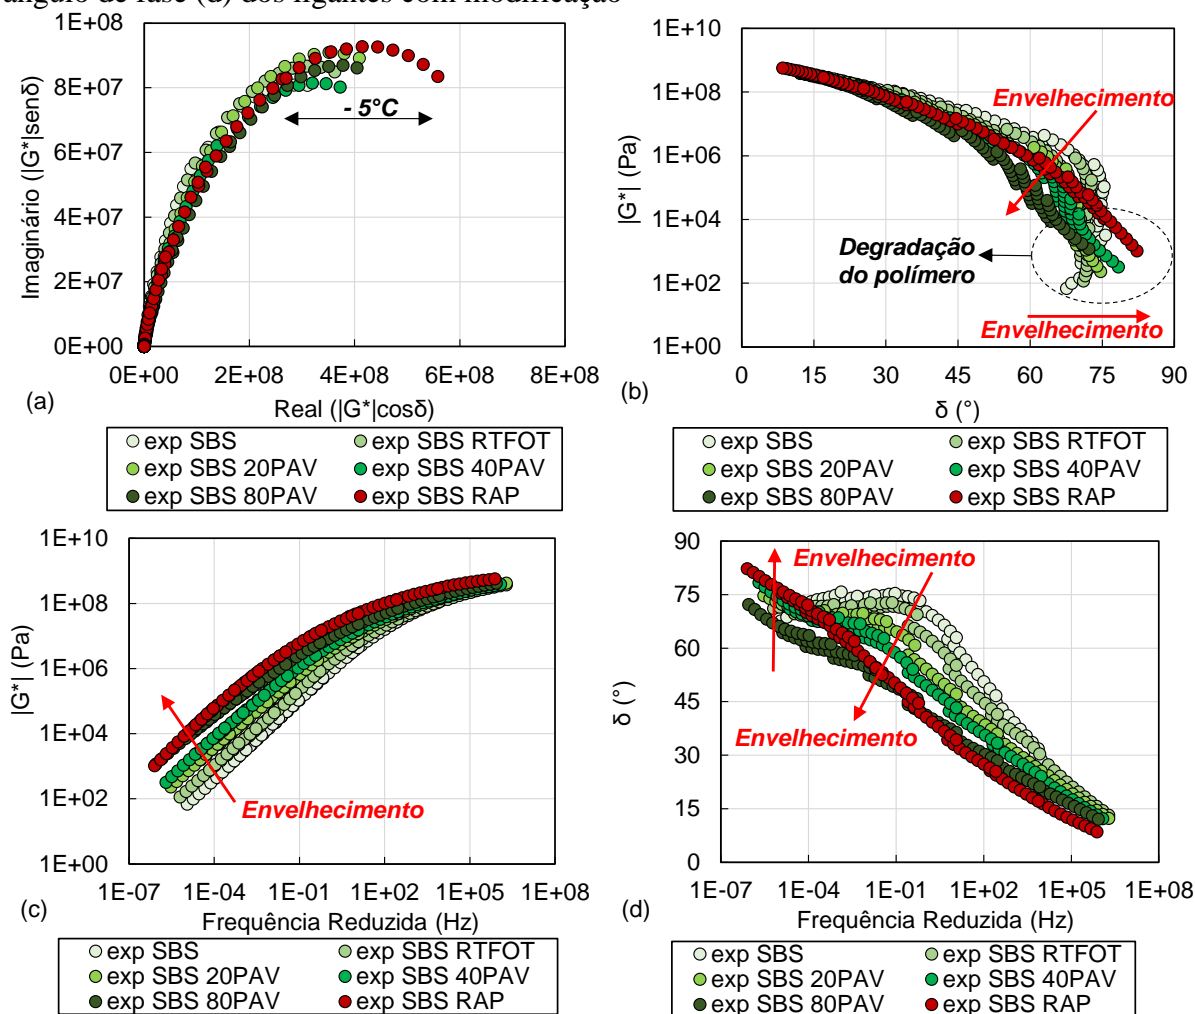 ângulo de fase (d) dos ligantes com modificação
1E+08
8E+07
6E+07
4E+07
2E+07
0E+00
Imaginário (|G*|senδ)
- 5°C
0E+00 2E+08 4E+08 6E+08 8E+08
(a)
Real (|G*|cosδ)
exp SBS exp SBS RTFOT
exp SBS 20PAV exp SBS 40PAV
exp SBS 80PAV exp SBS RAP
1E+10
1E+08
1E+06
1E+04
1E+02
1E+00
|G*| (Pa)
Envelhecimento
Degradação
do polímero
Envelhecimento
0 15 30 45 60 75 90
(b)
δ (°)
exp SBS exp SBS RTFOT
exp SBS 20PAV exp SBS 40PAV
exp SBS 80PAV exp SBS RAP
1E+10
1E+08
1E+06
1E+04
1E+02
1E+00
|G*| (Pa)
Envelhecimento
1E-07 1E-04 1E-01 1E+02 1E+05 1E+08
(c)
Frequência Reduzida (Hz)
exp SBS exp SBS RTFOT
exp SBS 20PAV exp SBS 40PAV
exp SBS 80PAV exp SBS RAP
90
75
60
45
30
15
0
δ (°)
Envelhecimento
Envelhecimento
1E-07 1E-04 1E-01 1E+02 1E+05 1E+08
(d)
Frequência Reduzida (Hz)
exp SBS exp SBS RTFOT
exp SBS 20PAV exp SBS 40PAV
exp SBS 80PAV exp SBS RAP